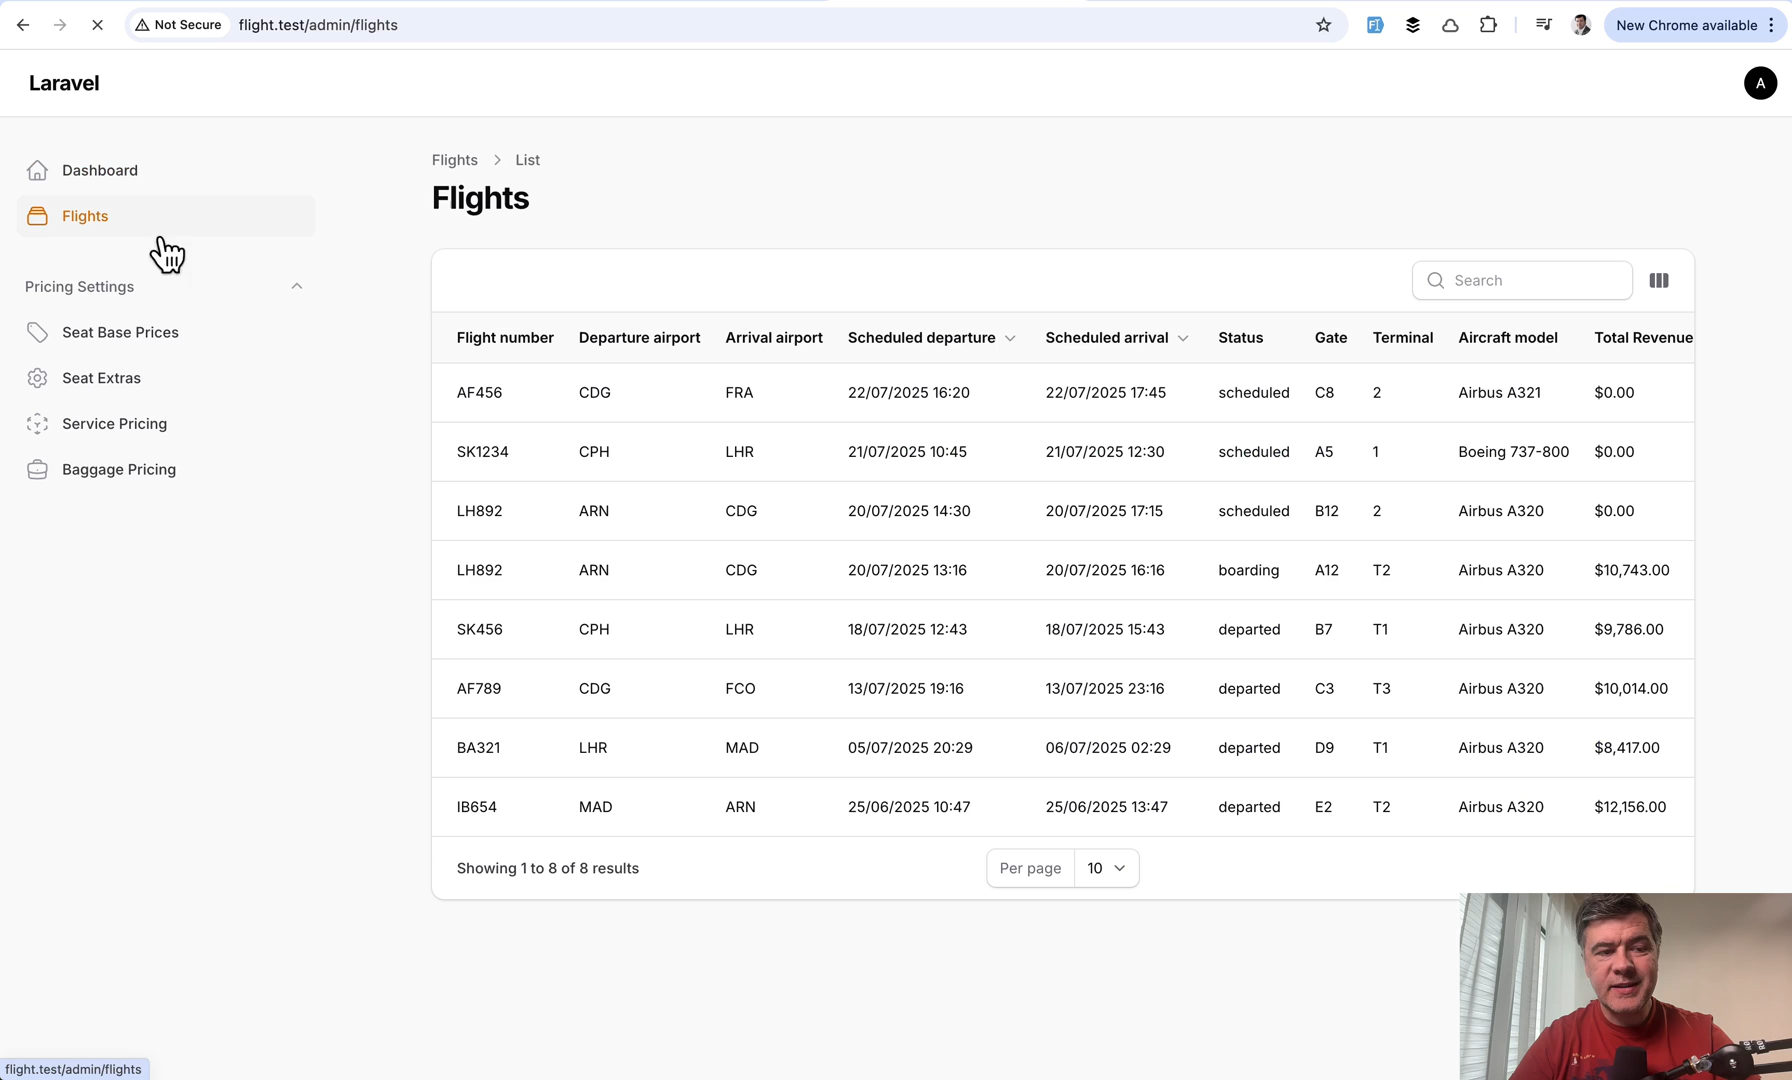 Not Secure flight.test/admin/flights New Chrome available
Laravel A
Dashboard
Flights
Pricing Settings
Seat Base Prices
Seat Extras
Service Pricing
Baggage Pricing
Flights List
Flights
Search
Flight number Departure airport Arrival airport Scheduled departure Scheduled arrival Status Gate Terminal Aircraft model Total Revenue
AF456 CDG FRA 22/07/2025 16:20 22/07/2025 17:45 scheduled C8 2 Airbus A321 $0.00
SK1234 CPH LHR 21/07/2025 10:45 21/07/2025 12:30 scheduled A5 1 Boeing 737-800 $0.00
LH892 ARN CDG 20/07/2025 14:30 20/07/2025 17:15 scheduled B12 2 Airbus A320 $0.00
LH892 ARN CDG 20/07/2025 13:16 20/07/2025 16:16 boarding A12 T2 Airbus A320 $10,743.00
SK456 CPH LHR 18/07/2025 12:43 18/07/2025 15:43 departed B7 T1 Airbus A320 $9,786.00
AF789 CDG FCO 13/07/2025 19:16 13/07/2025 23:16 departed C3 T3 Airbus A320 $10,014.00
BA321 LHR MAD 05/07/2025 20:29 06/07/2025 02:29 departed D9 T1 Airbus A320 $8,417.00
IB654 MAD ARN 25/06/2025 10:47 25/06/2025 13:47 departed E2 T2 Airbus A320 $12,156.00
Showing 1 to 8 of 8 results Per page 10
flight.test/admin/flights